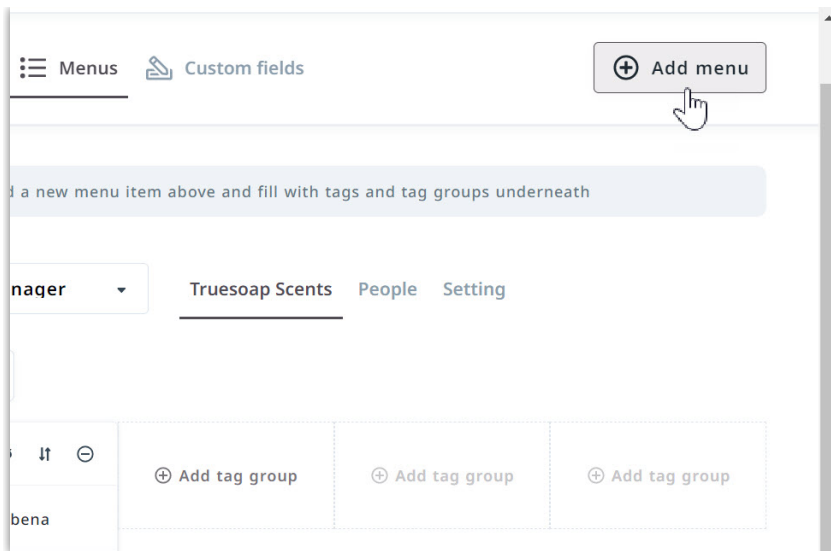 Menus Custom fields Add menu
a new menu item above and fill with tags and tag groups underneath
nager Truesoap Scents People Setting
Add tag group Add tag group Add tag group
bena